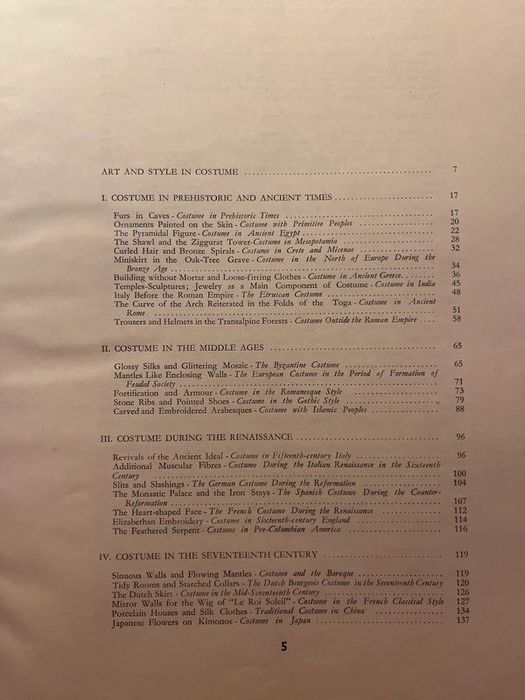 ART AND STYLE IN COSTUME ........ 7
I. COSTUME IN PREHISTORIC AND ANCIENT TIMES ........ 17
Furs in Caves - Costume in Prehistoric Times ........ 17
Ornaments Painted on the Skin - Costume with Primitive Peoples ........ 20
The Pyramidal Figure - Costume in Ancient Egypt ........ 22
The Shawl and the Ziggurat Tower-Costume in Mesopotamia ........ 28
Curled Hair and Bronze Spirals - Costume in Crete and Micenae ........ 32
Miniskirt in the Oak-Tree Grave - Costume in the North of Europe During the
Bronze Age ........ 34
Building without Mortar and Loose-fitting Clothes - Costume in Ancient Greece. ........ 36
Temples-Sculptures; Jewelry as a Main Component of Costume - Costume in India 45
Italy Before the Roman Empire - The Etruscan Costume ........ 48
The Curve of the Arch Reiterated in the Folds of the Toga - Costume in Ancient
Rome ........ 51
Trousers and Helmets in the Transalpine Forests - Costume Outside the Roman Empire .... 58
II. COSTUME IN THE MIDDLE AGES ........ 65
Glossy Silks and Glittering Mosaic - The Byzantine Costume ........ 65
Mantles Like Enclosing Walls - The European Costume in the Period of Formation of
Feudal Society ........ 71
Fortification and Armour - Costume in the Romanesque Style ........ 73
Stone Ribs and Pointed Shoes - Costume in the Gothic Style ........ 79
Carved and Embroidered Arabesques - Costume with Islamic Peoples ........ 88
III. COSTUME DURING THE RENAISSANCE ........ 96
Revivals of the Ancient Ideal - Costume in Fifteenth-century Italy ........ 96
Additional Muscular Fibres - Costume During the Italian Renaissance in the Sixteenth
Century ........ 100
Slits and Slashings - The German Costume During the Reformation ........ 104
The Monastic Palace and the Iron Stays - The Spanish Costume During the Counter-
Reformation ........ 107
The Heart-shaped Face - The French Costume During the Renaissance ........ 112
Elizabethan Embroidery - Costume in Sixteenth-century England ........ 114
The Feathered Serpent - Costume in Pre-Columbian America ........ 116
IV. COSTUME IN THE SEVENTEENTH CENTURY ........ 119
Sinuous Walls and Flowing Mantles - Costume and the Baroque ........ 119
Tidy Rooms and Starched Collars - The Dutch Bourgeois Costume in the Seventeenth Century 120
The Dutch Skirt - Costume in the Mid-Seventeenth Century ........ 126
Mirror Walls for the Wig of "Le Roi Soleil" - Costume in the French Classical Style 127
Porcelain Houses and Silk Clothes - Traditional Costume in China ........ 134
Japanese Flowers on Kimonos - Costume in Japan ........ 137
5